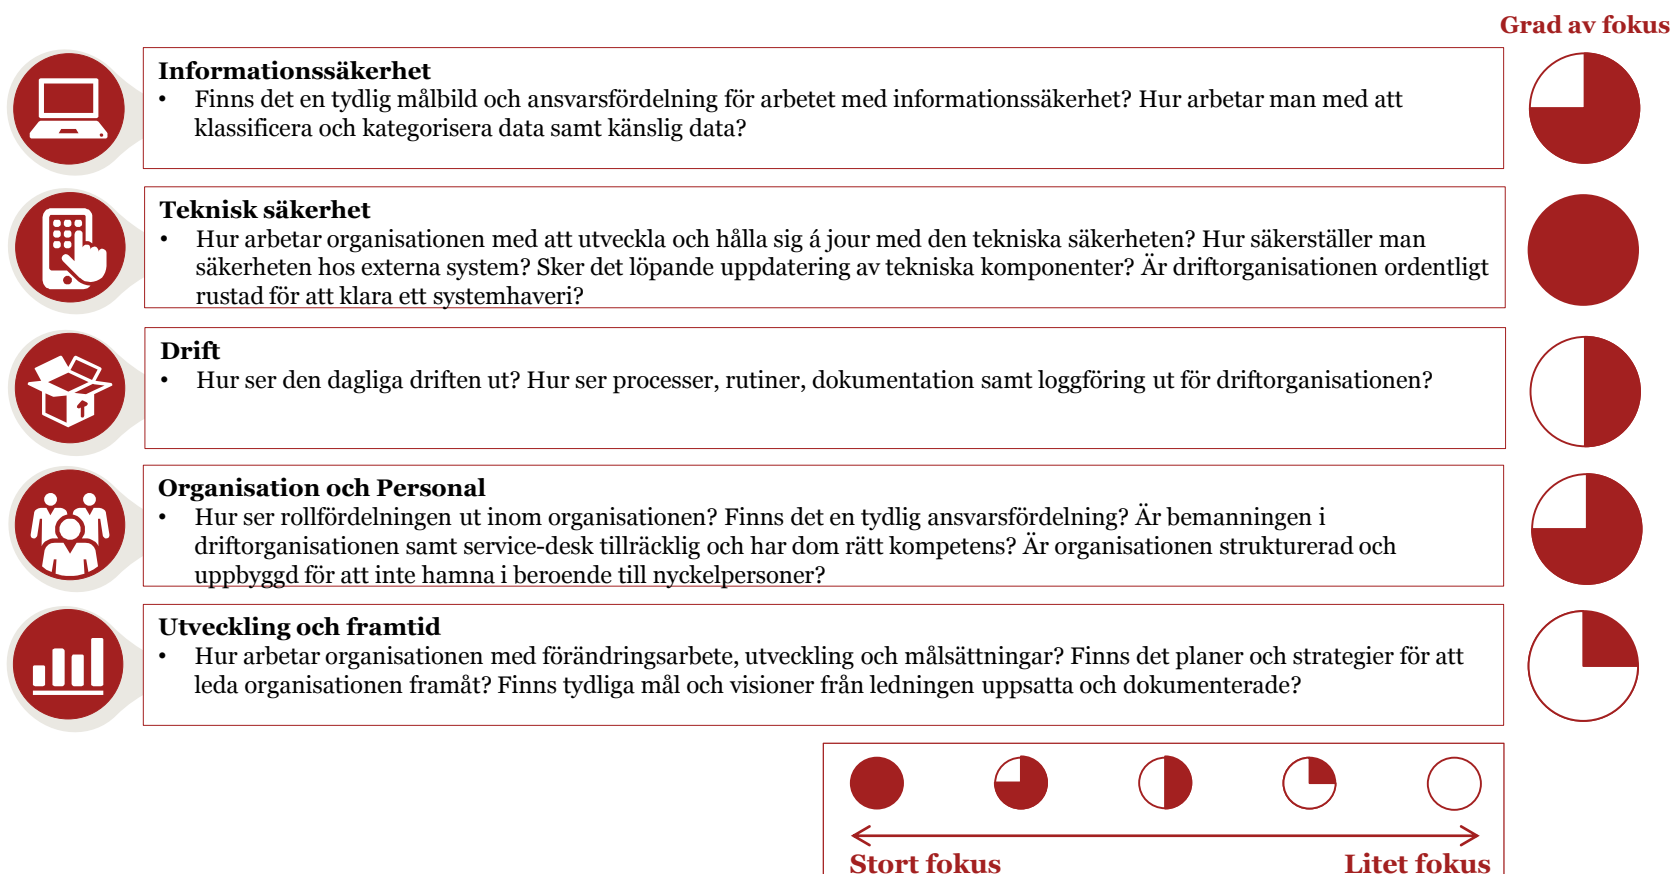 Grad av fokus
Informationssäkerhet
• Finns det en tydlig målbild och ansvarsfördelning för arbetet med informationssäkerhet? Hur arbetar man med att
klassificera och kategorisera data samt känslig data?
Teknisk säkerhet
• Hur arbetar organisationen med att utveckla och hålla sig á jour med den tekniska säkerheten? Hur säkerställer man
säkerheten hos externa system? Sker det löpande uppdatering av tekniska komponenter? Är driftorganisationen ordentligt
rustad för att klara ett systemhaveri?
Drift
• Hur ser den dagliga driften ut? Hur ser processer, rutiner, dokumentation samt loggföring ut för driftorganisationen?
Organisation och Personal
• Hur ser rollfördelningen ut inom organisationen? Finns det en tydlig ansvarsfördelning? Är bemanningen i
driftorganisationen samt service-desk tillräcklig och har dom rätt kompetens? Är organisationen strukturerad och
uppbyggd för att inte hamna i beroende till nyckelpersoner?
Utveckling och framtid
• Hur arbetar organisationen med förändringsarbete, utveckling och målsättningar? Finns det planer och strategier för att
leda organisationen framåt? Finns tydliga mål och visioner från ledningen uppsatta och dokumenterade?
Stort fokus Litet fokus